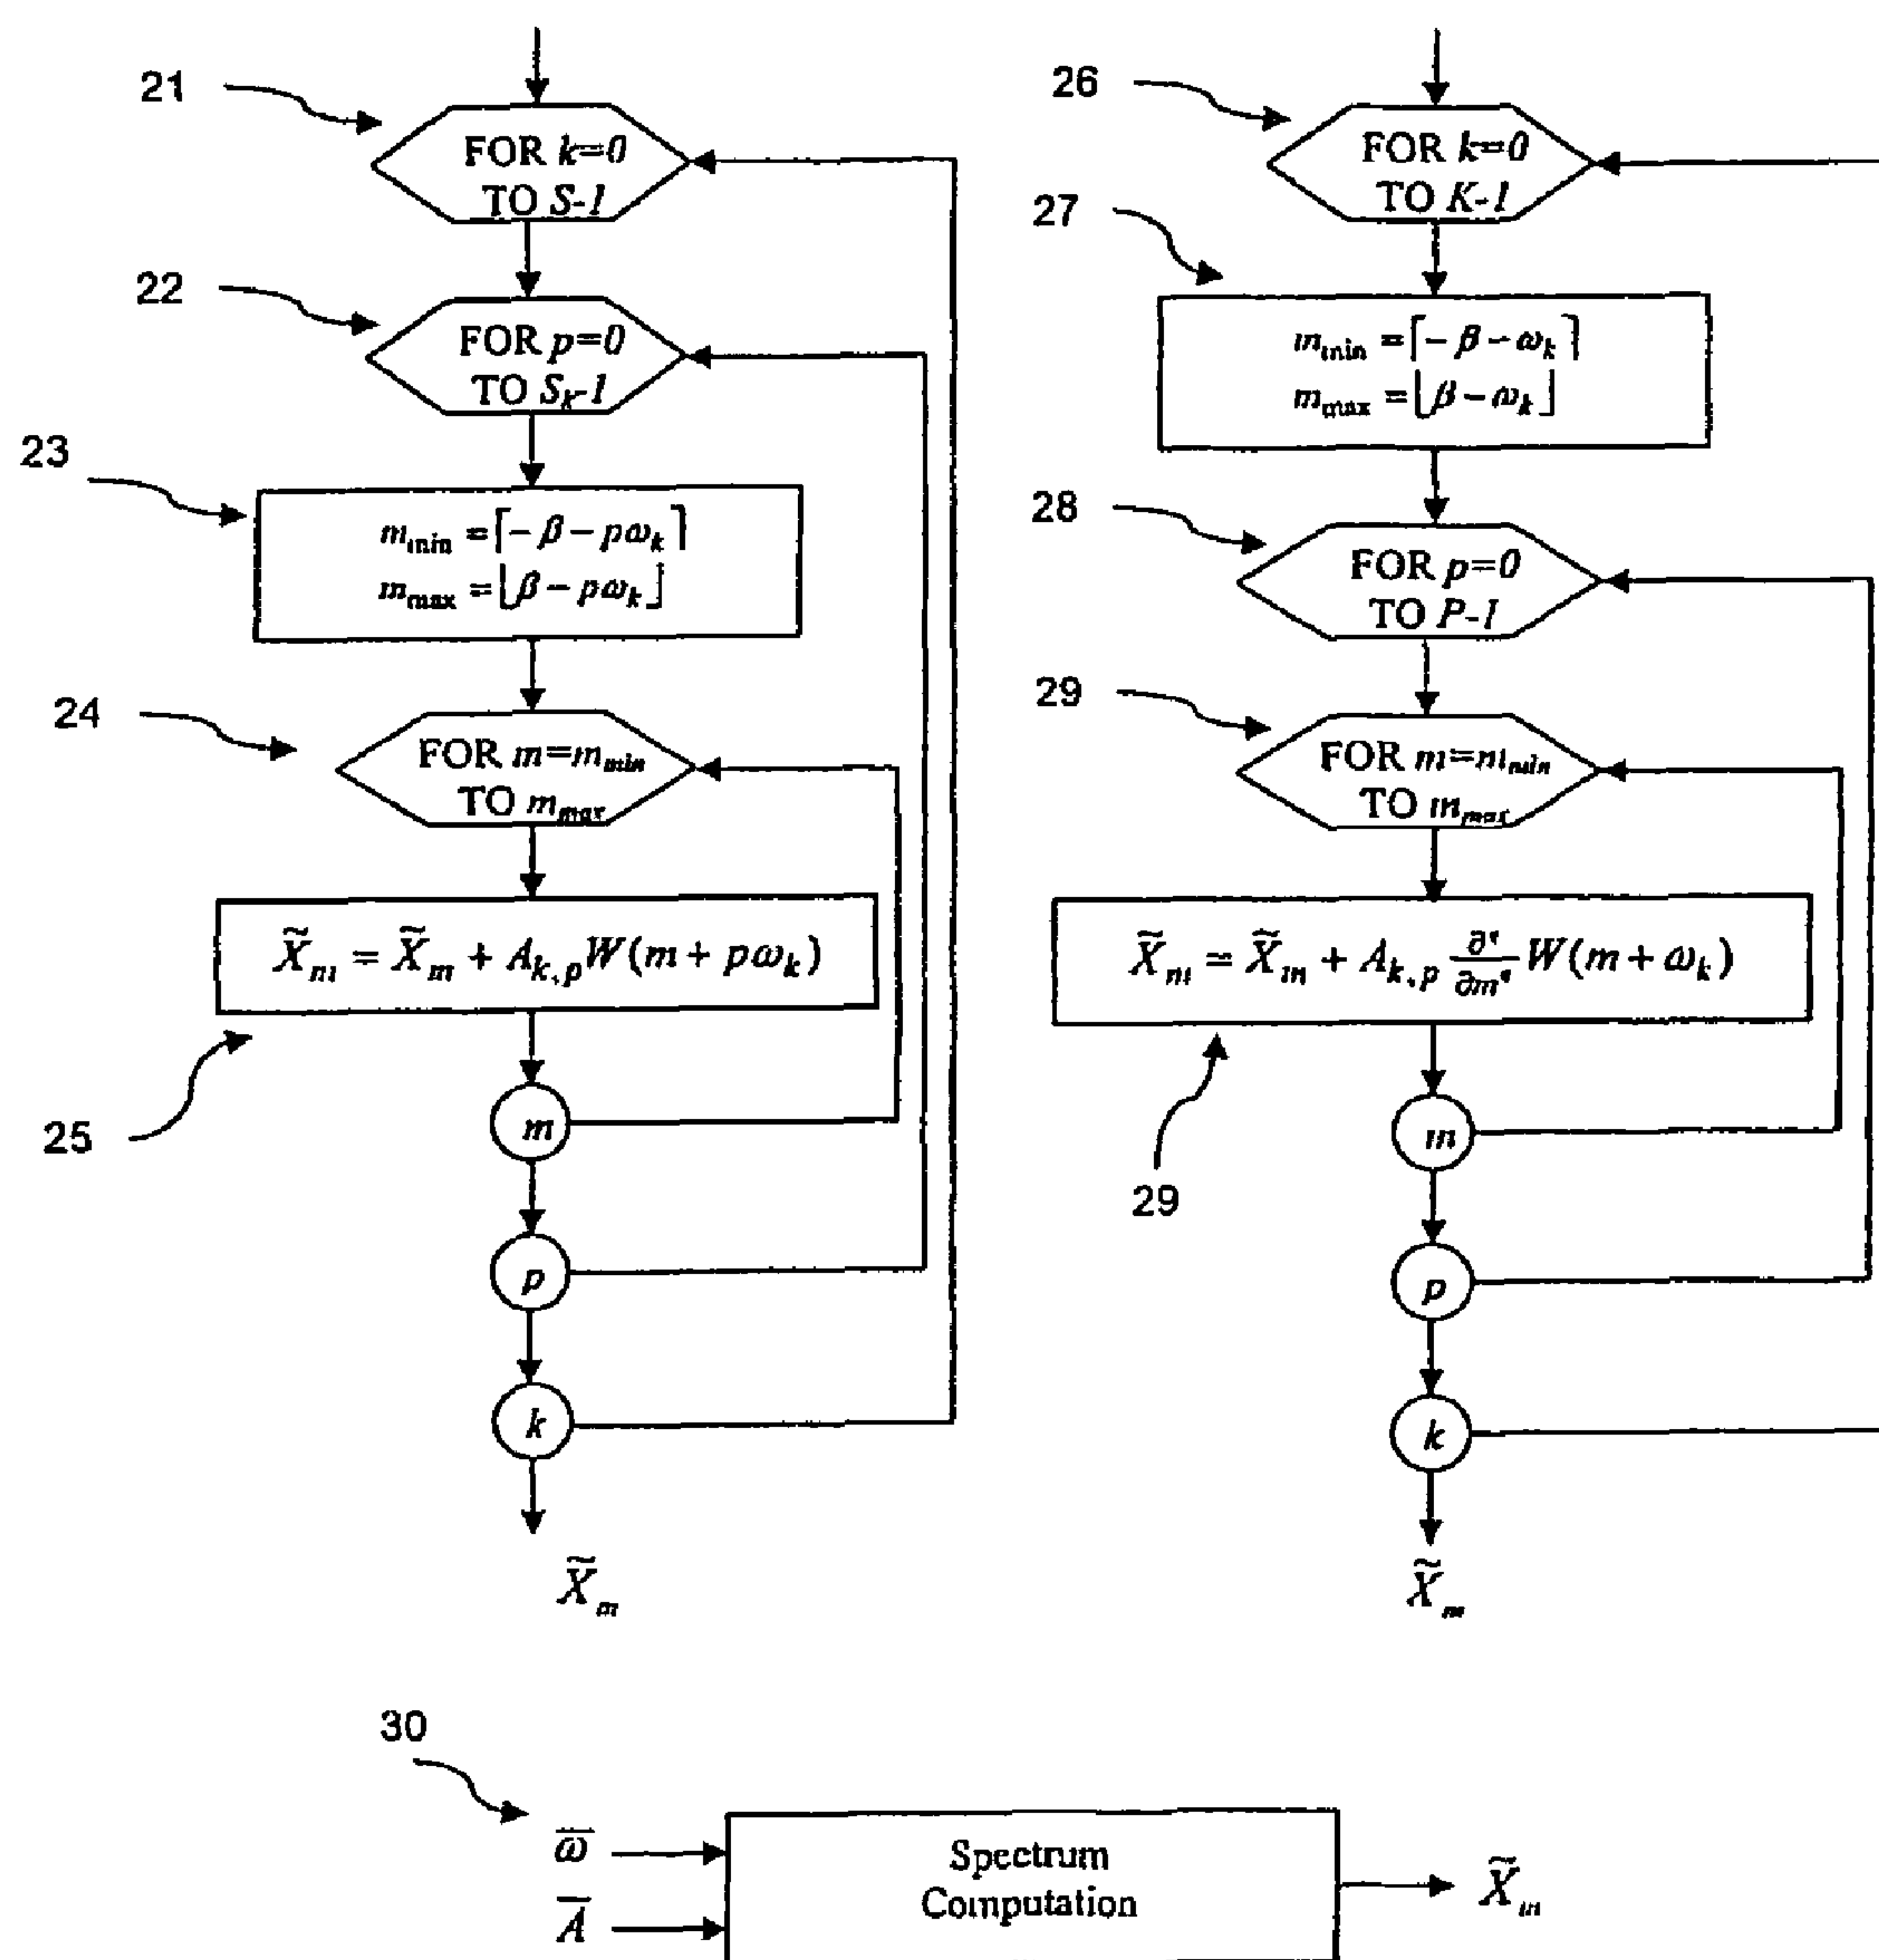 21
FOR k=0
TO S-1
22
FOR p=0
TO S_k-1
23
m_min = ⌈-β - pω_k⌉
m_max = ⌊β - pω_k⌋
24
FOR m=m_min
TO m_max
X̃_m = X̃_m + A_{k,p} W(m + pω_k)
25
m
p
k
X̃_m
26
FOR k=0
TO K-1
27
m_min = ⌈-β - ω_k⌉
m_max = ⌊β - ω_k⌋
28
FOR p=0
TO P-1
29
FOR m=m_min
TO m_max
X̃_m = X̃_m + A_{k,p} ∂/∂m W(m + ω_k)
29
m
p
k
X̃_m
30
ω̅
A̅
Spectrum
Computation
X̃_m